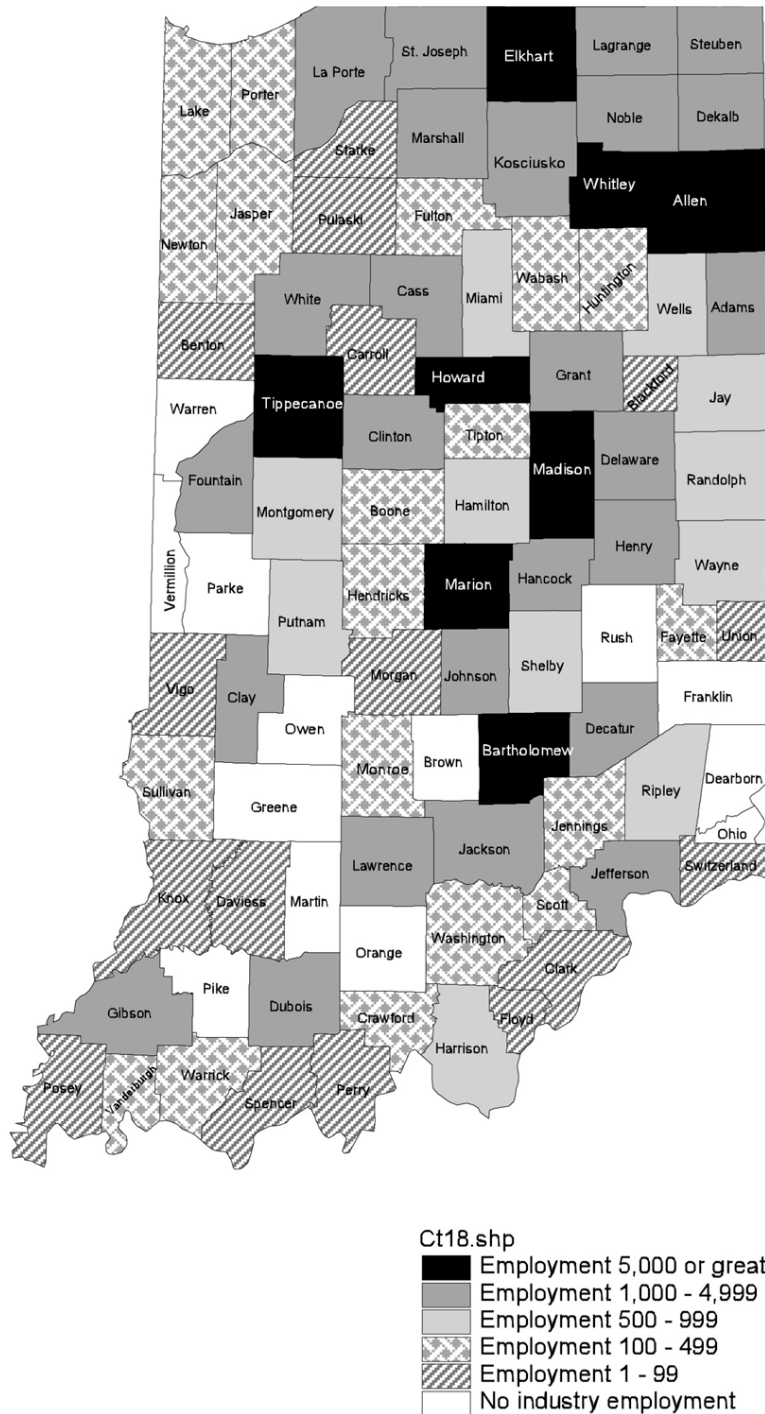 St. Joseph
Elkhart
Lagrange
Steuben
La Porte
Lake
Porter
Noble
Dekalb
Marshall
Starke
Kosciusko
Whitley
Allen
Newton
Jasper
Pulaski
Fulton
Wabash
Huntington
White
Cass
Miami
Wells
Adams
Benton
Carroll
Howard
Grant
Blackford
Jay
Warren
Tippecanoe
Clinton
Tipton
Madison
Delaware
Randolph
Fountain
Montgomery
Boone
Hamilton
Henry
Wayne
Vermillion
Parke
Hendricks
Marion
Hancock
Putnam
Rush
Fayette
Union
Vigo
Clay
Morgan
Johnson
Shelby
Franklin
Owen
Monroe
Brown
Bartholomew
Decatur
Dearborn
Sullivan
Greene
Ripley
Jennings
Ohio
Lawrence
Jackson
Jefferson
Switzerland
Knox
Daviess
Martin
Scott
Orange
Washington
Clark
Gibson
Pike
Dubois
Crawford
Floyd
Harrison
Posey
Vanderburgh
Warrick
Spencer
Perry
Ct18.shp
Employment 5,000 or great
Employment 1,000 - 4,999
Employment 500 - 999
Employment 100 - 499
Employment 1 - 99
No industry employment